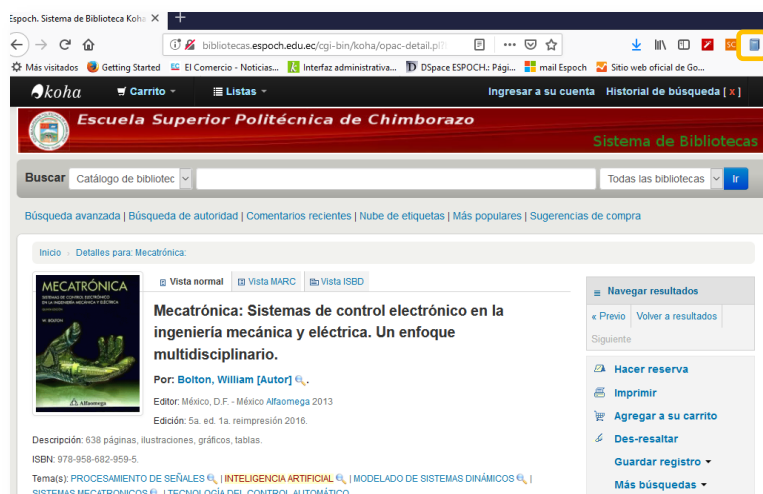 Espoch. Sistema de Biblioteca Koha
bibliotecas.espoch.edu.ec/cgi-bin/koha/opac-detail.pl
Más visitados Getting Started El Comercio - Noticias... Interfaz administrativa... DSpace ESPOCH.: Pági... mail Espoch Sitio web oficial de Go...
koha Carrito Listas Ingresar a su cuenta Historial de búsqueda [ x ]
Escuela Superior Politécnica de Chimborazo
Sistema de Bibliotecas
Buscar Catálogo de bibliotec Todas las bibliotecas Ir
Búsqueda avanzada | Búsqueda de autoridad | Comentarios recientes | Nube de etiquetas | Más populares | Sugerencias de compra
Inicio › Detalles para: Mecatrónica:
MECATRÓNICA
SISTEMAS DE CONTROL ELECTRÓNICO
EN LA INGENIERÍA MECÁNICA Y ELÉCTRICA
W. BOLTON
Alfaomega
Vista normal Vista MARC Vista ISBD
Mecatrónica: Sistemas de control electrónico en la
ingeniería mecánica y eléctrica. Un enfoque
multidisciplinario.
Por: Bolton, William [Autor] .
Editor: México, D.F. - México Alfaomega 2013
Edición: 5a. ed. 1a. reimpresión 2016.
Descripción: 638 páginas, ilustraciones, gráficos, tablas.
ISBN: 978-958-682-959-5.
Tema(s): PROCESAMIENTO DE SEÑALES | INTELIGENCIA ARTIFICIAL | MODELADO DE SISTEMAS DINÁMICOS |
SISTEMAS MECATRONICOS | TECNOLOGÍA DEL CONTROL AUTOMÁTICO
Navegar resultados
« Previo Volver a resultados
Siguiente
Hacer reserva
Imprimir
Agregar a su carrito
Des-resaltar
Guardar registro
Más búsquedas